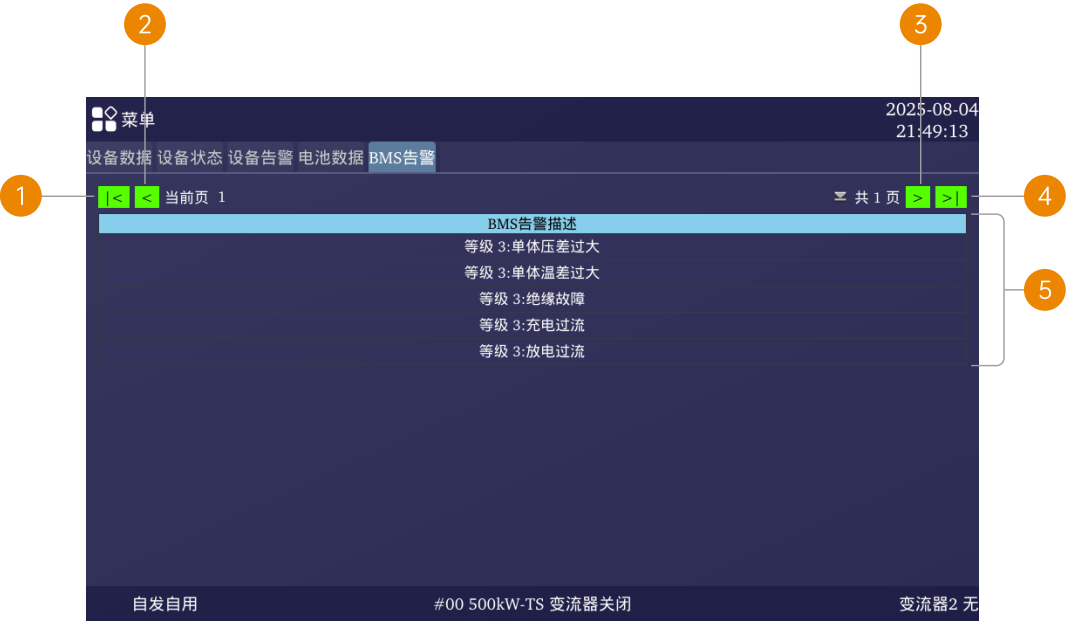 2
3
菜单
2025-08-04
21:49:13
设备数据 设备状态 设备告警 电池数据 BMS告警
1
|< < 当前页 1
共 1 页 > >|
4
BMS告警描述
等级 3:单体压差过大
等级 3:单体温差过大
等级 3:绝缘故障
5
等级 3:充电过流
等级 3:放电过流
自发自用
#00 500kW-TS 变流器关闭
变流器2 无